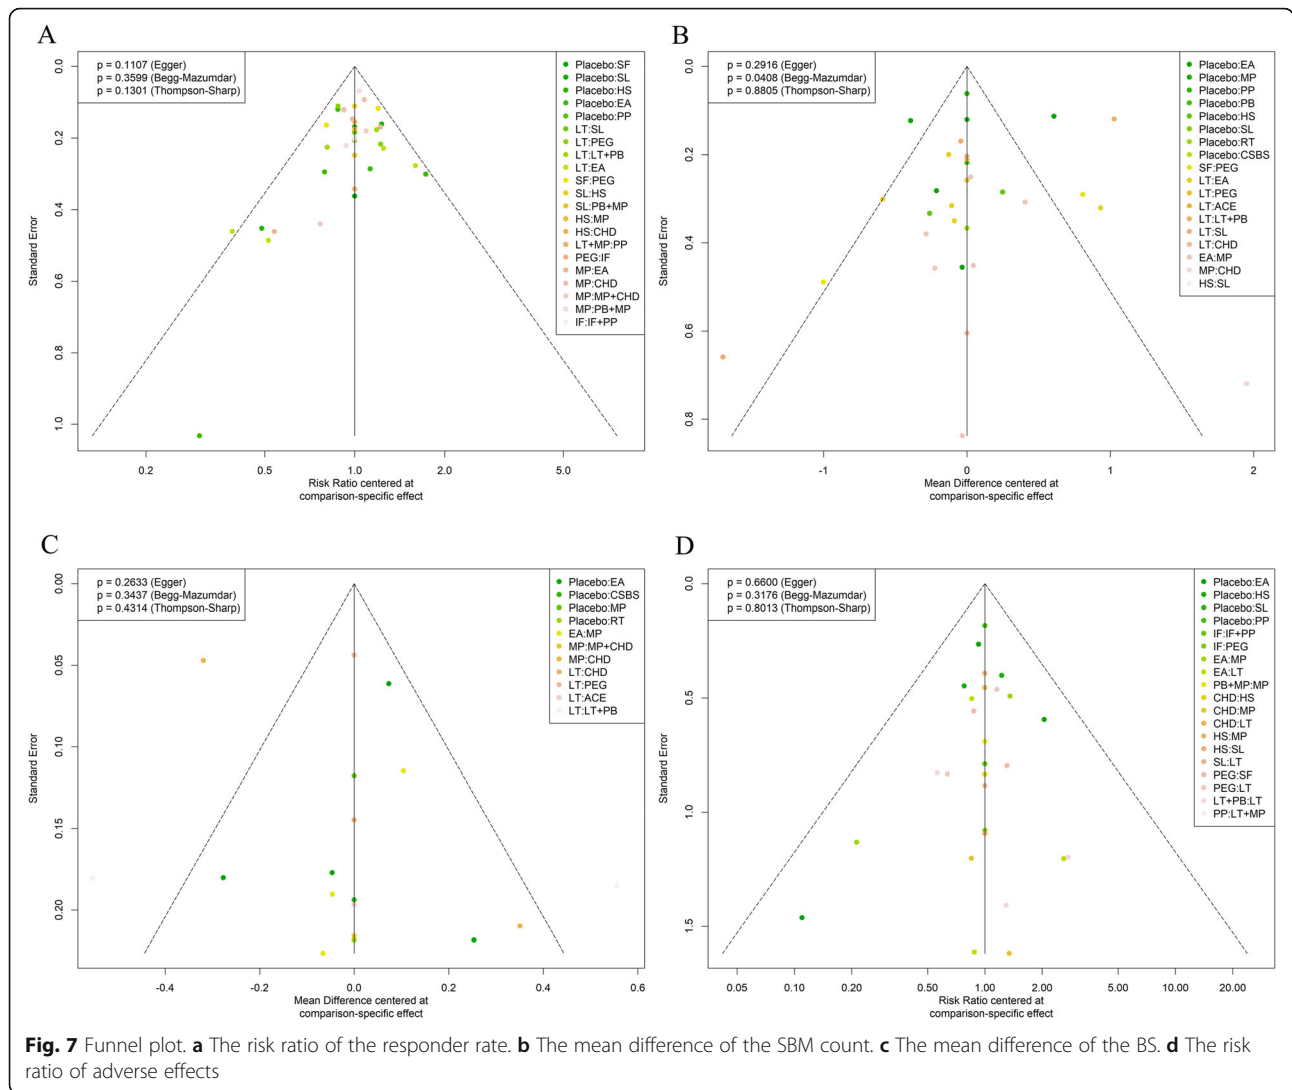 A
p = 0.1107 (Egger)
p = 0.3599 (Begg-Mazumdar)
p = 0.1301 (Thompson-Sharp)
Placebo:SF
Placebo:SL
Placebo:HS
Placebo:EA
Placebo:PP
LT:SL
LT:PEG
LT:LT+PB
LT:EA
SF:PEG
SL:HS
SL:PB+MP
HS:MP
HS:CHD
LT+MP:PP
PEG:IF
MP:EA
MP:CHD
MP:MP+CHD
MP:PB+MP
IF:IF+PP
Standard Error
0.0
0.2
0.4
0.6
0.8
1.0
0.2 0.5 1.0 2.0 5.0
Risk Ratio centered at
comparison-specific effect
B
p = 0.2916 (Egger)
p = 0.0408 (Begg-Mazumdar)
p = 0.8805 (Thompson-Sharp)
Placebo:EA
Placebo:MP
Placebo:PP
Placebo:PB
Placebo:HS
Placebo:SL
Placebo:RT
Placebo:CSBS
SF:PEG
LT:EA
LT:PEG
LT:ACE
LT:LT+PB
LT:SL
LT:CHD
EA:MP
MP:CHD
HS:SL
Standard Error
0.0
0.2
0.4
0.6
0.8
-1 0 1 2
Mean Difference centered at
comparison-specific effect
C
p = 0.2633 (Egger)
p = 0.3437 (Begg-Mazumdar)
p = 0.4314 (Thompson-Sharp)
Placebo:EA
Placebo:CSBS
Placebo:MP
Placebo:RT
EA:MP
MP:MP+CHD
MP:CHD
LT:CHD
LT:PEG
LT:ACE
LT:LT+PB
Standard Error
0.00
0.05
0.10
0.15
0.20
-0.4 -0.2 0.0 0.2 0.4 0.6
Mean Difference centered at
comparison-specific effect
D
p = 0.6600 (Egger)
p = 0.3176 (Begg-Mazumdar)
p = 0.8013 (Thompson-Sharp)
Placebo:EA
Placebo:HS
Placebo:SL
Placebo:PP
IF:IF+PP
IF:PEG
EA:MP
EA:LT
PB+MP:MP
CHD:HS
CHD:MP
CHD:LT
HS:MP
HS:SL
SL:LT
PEG:SF
PEG:LT
LT+PB:LT
PP:LT+MP
Standard Error
0.0
0.5
1.0
1.5
0.05 0.10 0.20 0.50 1.00 2.00 5.00 10.00 20.00
Risk Ratio centered at
comparison-specific effect
Fig. 7 Funnel plot. a The risk ratio of the responder rate. b The mean difference of the SBM count. c The mean difference of the BS. d The risk
ratio of adverse effects